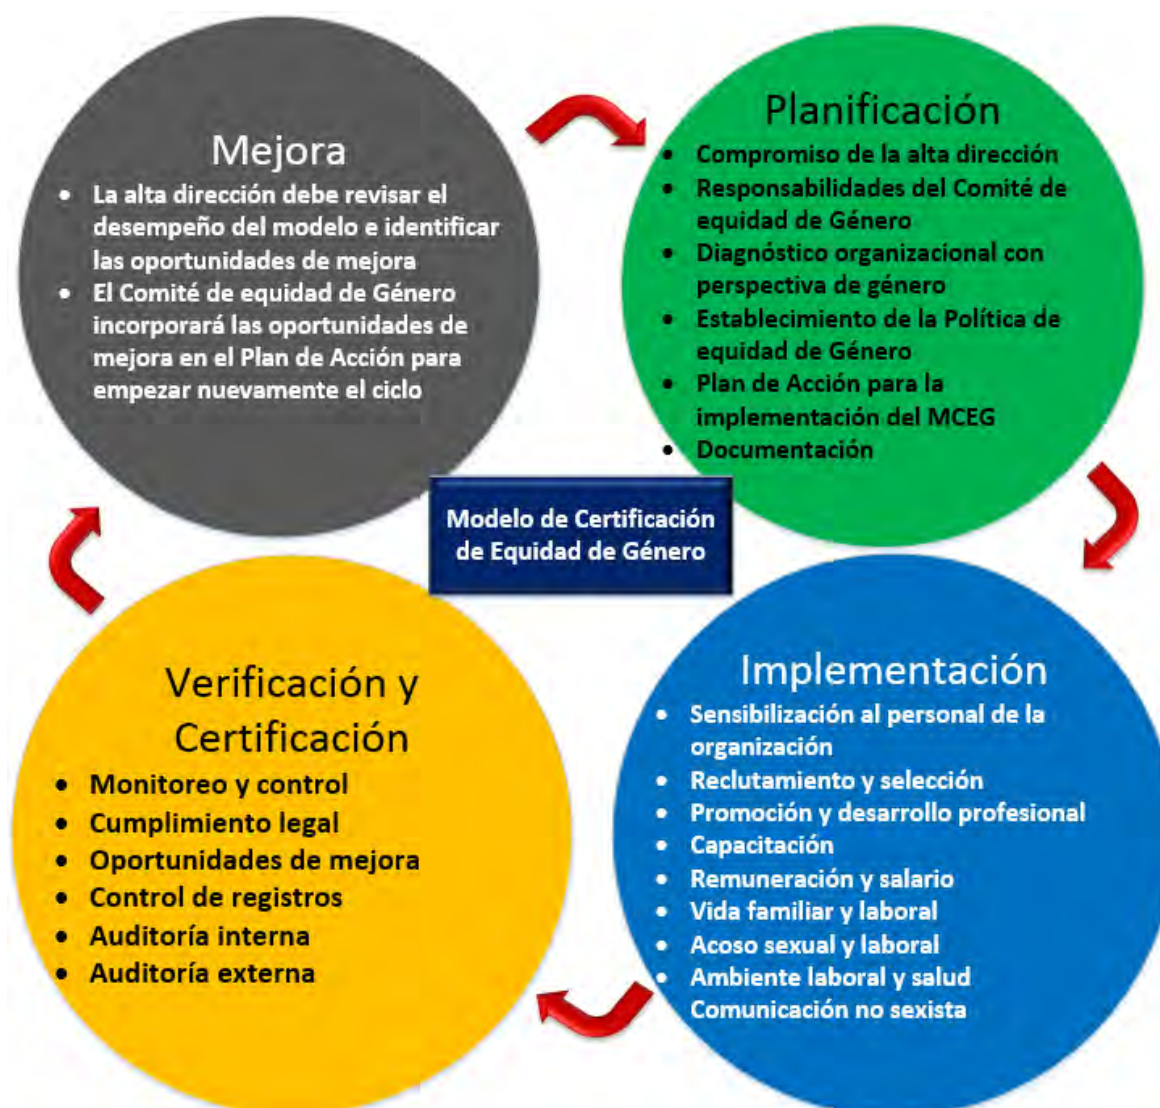 Mejora
• La alta dirección debe revisar el
desempeño del modelo e identificar
las oportunidades de mejora
• El Comité de equidad de Género
incorporará las oportunidades de
mejora en el Plan de Acción para
empezar nuevamente el ciclo
Planificación
• Compromiso de la alta dirección
• Responsabilidades del Comité de
equidad de Género
• Diagnóstico organizacional con
perspectiva de género
• Establecimiento de la Política de
equidad de Género
• Plan de Acción para la
implementación del MCEG
• Documentación
Modelo de Certificación
de Equidad de Género
Verificación y
Certificación
• Monitoreo y control
• Cumplimiento legal
• Oportunidades de mejora
• Control de registros
• Auditoría interna
• Auditoría externa
Implementación
• Sensibilización al personal de la
organización
• Reclutamiento y selección
• Promoción y desarrollo profesional
• Capacitación
• Remuneración y salario
• Vida familiar y laboral
• Acoso sexual y laboral
• Ambiente laboral y salud
Comunicación no sexista